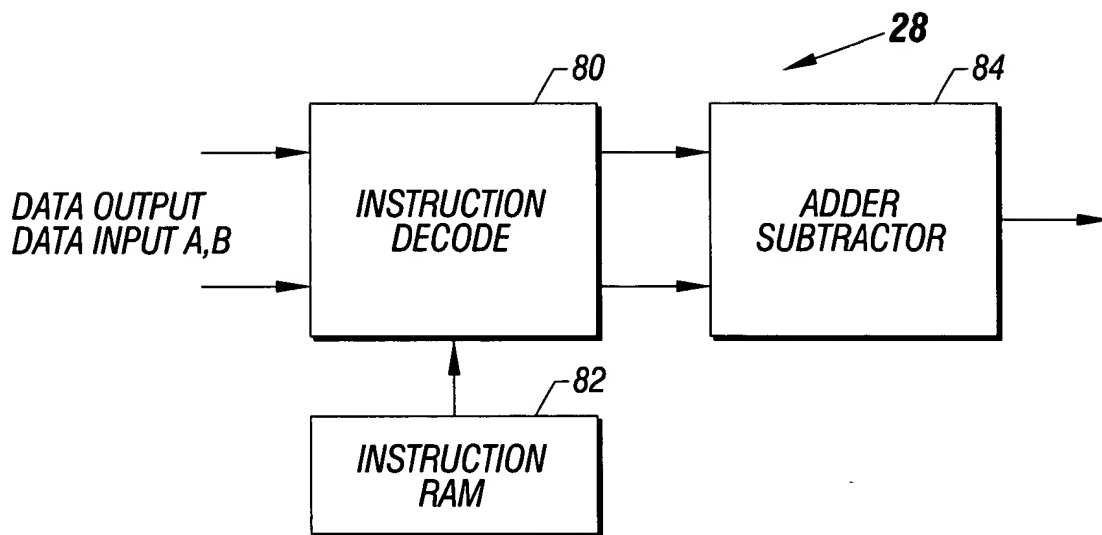 28
80
84
DATA OUTPUT
DATA INPUT A,B
INSTRUCTION
DECODE
ADDER
SUBTRACTOR
82
INSTRUCTION
RAM